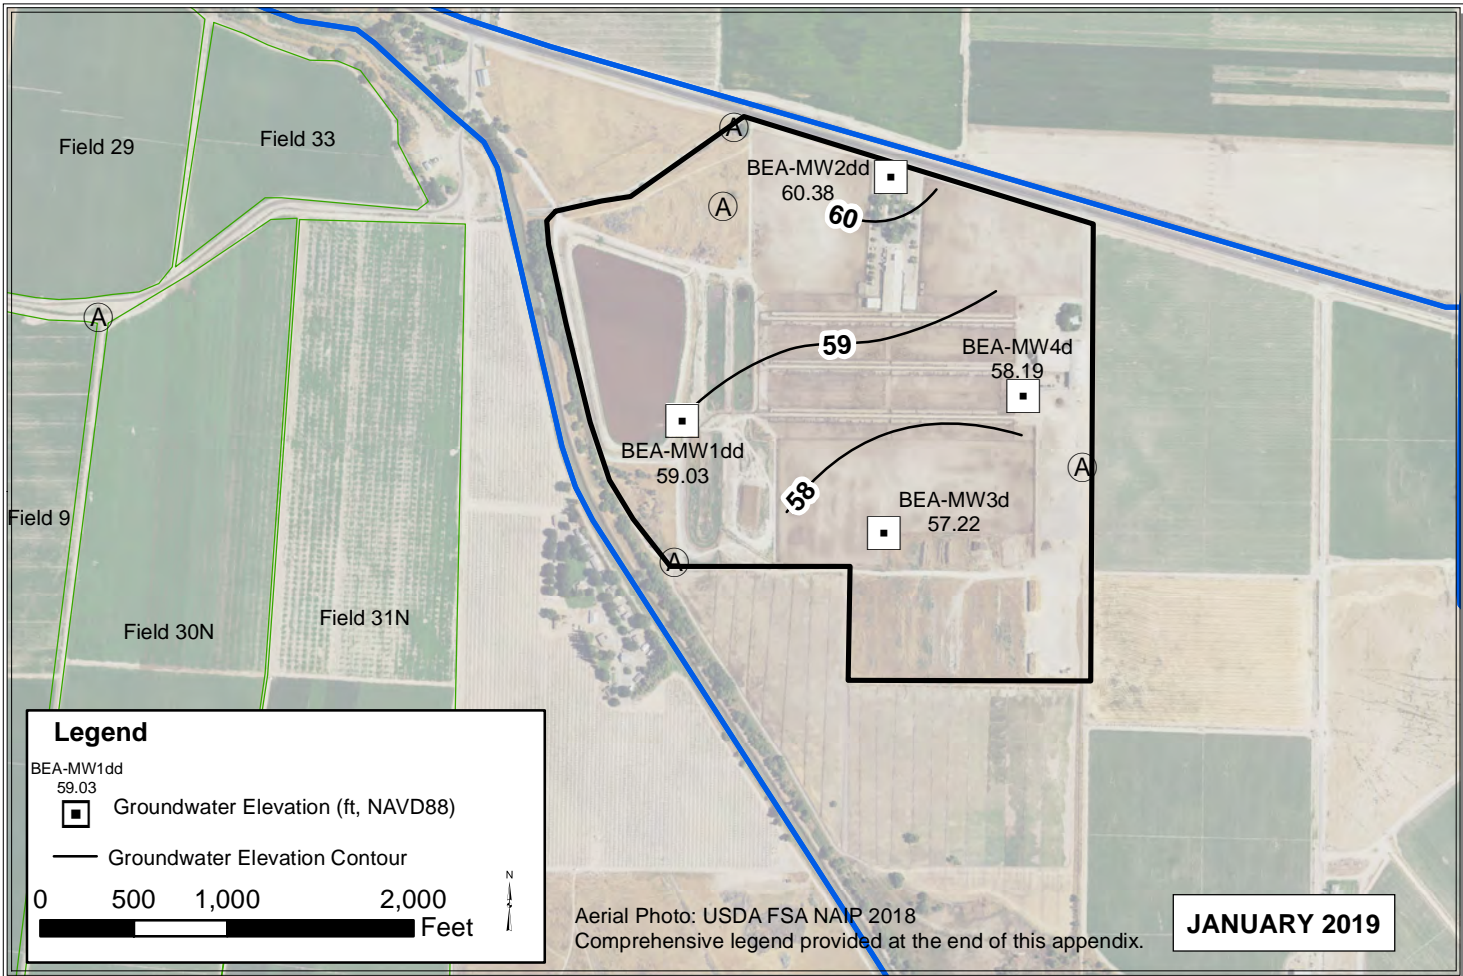 A
Field 29
Field 33
BEA-MW2dd
60.38
A
60
A
59
BEA-MW4d
58.19
BEA-MW1dd
59.03
A
58
BEA-MW3d
57.22
Field 9
A
Field 30N
Field 31N
Legend
BEA-MW1dd
59.03
Groundwater Elevation (ft, NAVD88)
Groundwater Elevation Contour
0 500 1,000 2,000
Feet
N
Aerial Photo: USDA FSA NAIP 2018
Comprehensive legend provided at the end of this appendix.
JANUARY 2019